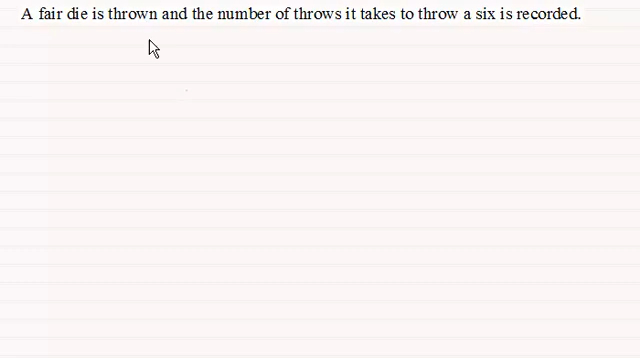 A fair die is thrown and the number of throws it takes to throw a six is recorded.